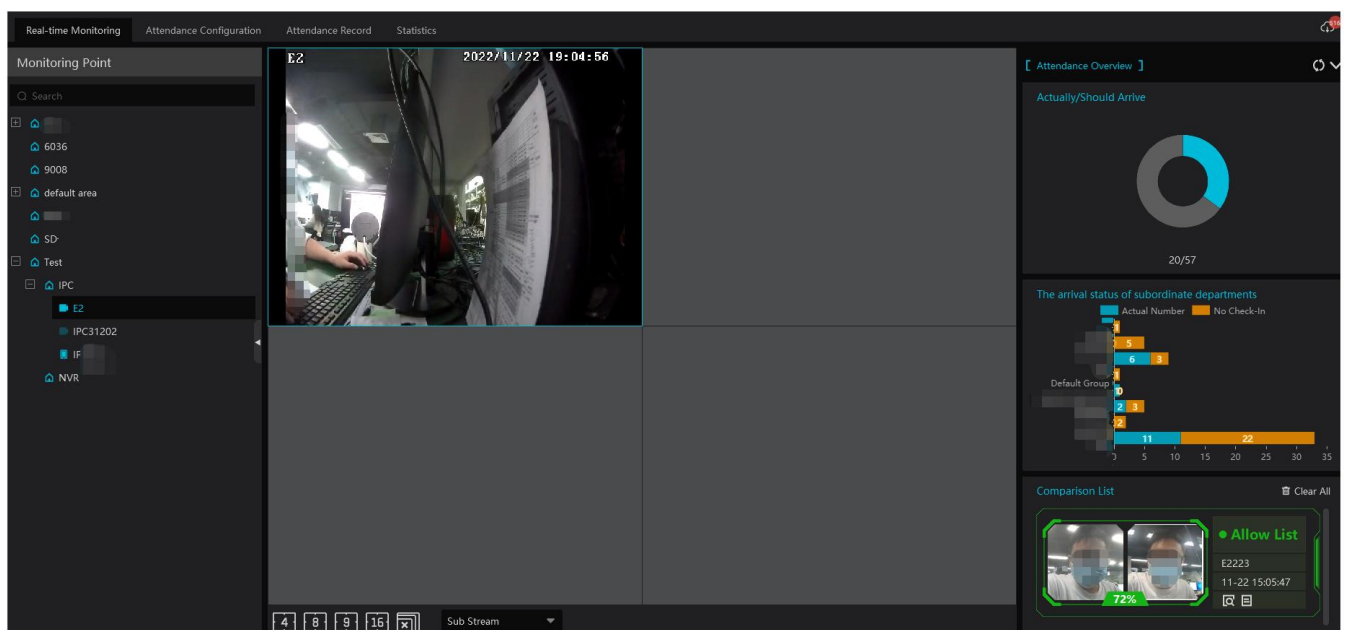 Real-time Monitoring Attendance Configuration Attendance Record Statistics
Monitoring Point
Search
6036
9008
default area
SD-
Test
IPC
E2
IPC31202
IP
NVR
E2 2022/11/22 19:04:56
4 8 9 16 Sub Stream
[ Attendance Overview ]
Actually/Should Arrive
20/57
The arrival status of subordinate departments
Actual Number No Check-In
1
5
6 3
1
Default Group
0
2 3
2
11 22
0 5 10 15 20 25 30 35
Comparison List Clear All
Allow List
E2223
11-22 15:05:47
72%